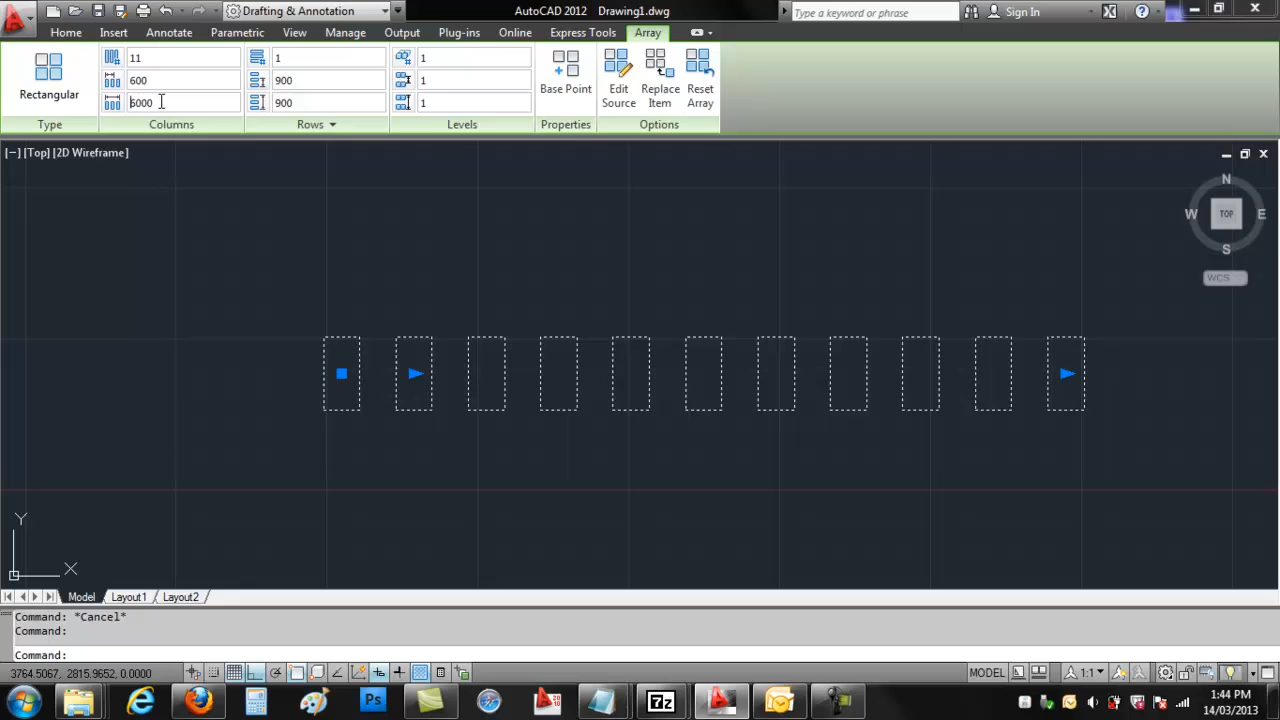 Drafting & Annotation
AutoCAD 2012 Drawing1.dwg
Type a keyword or phrase
Sign In
Home Insert Annotate Parametric View Manage Output Plug-ins Online Express Tools Array
11
600
6000
1
900
900
1
1
1
Rectangular
Base Point
Edit Source
Replace Item
Reset Array
Type Columns Rows Levels Properties Options
[−] [Top] [2D Wireframe]
N
W TOP E
S
WCS
Y
X
Model Layout1 Layout2
Command: *Cancel*
Command:
Command:
3764.5067, 2815.9652, 0.0000
MODEL
1:1
Ps
2010
7z
1:44 PM
14/03/2013